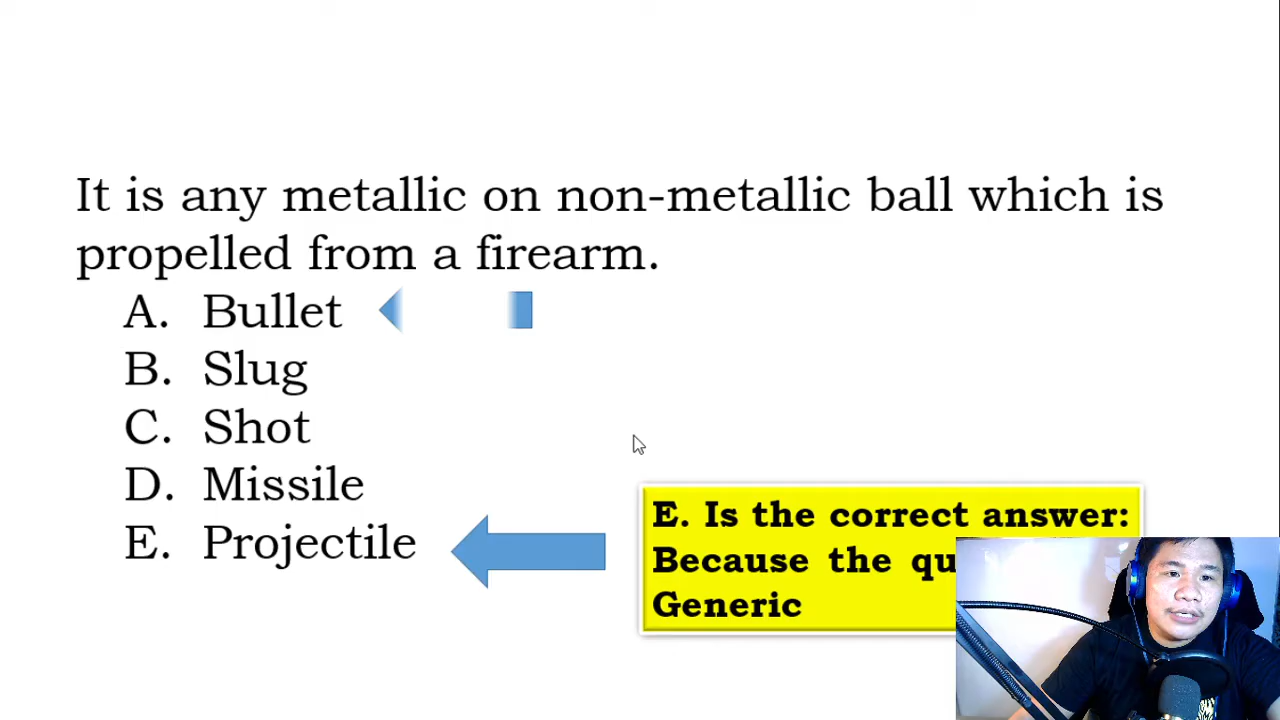 It is any metallic on non-metallic ball which is
propelled from a firearm.
A. Bullet
B. Slug
C. Shot
D. Missile
E. Projectile
E. Is the correct answer:
Because the
Generic